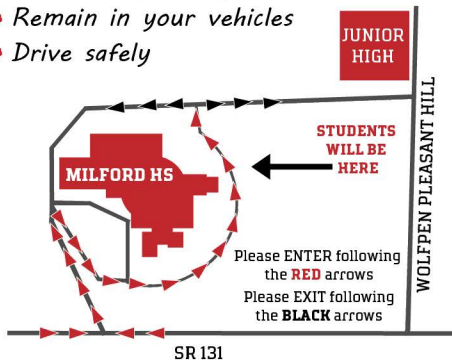 Remain in your vehicles
Drive safely
JUNIOR
HIGH
STUDENTS
WILL BE
HERE
MILFORD HS
WOLFPEN PLEASANT HILL
Please ENTER following
the RED arrows
Please EXIT following
the BLACK arrows
SR 131